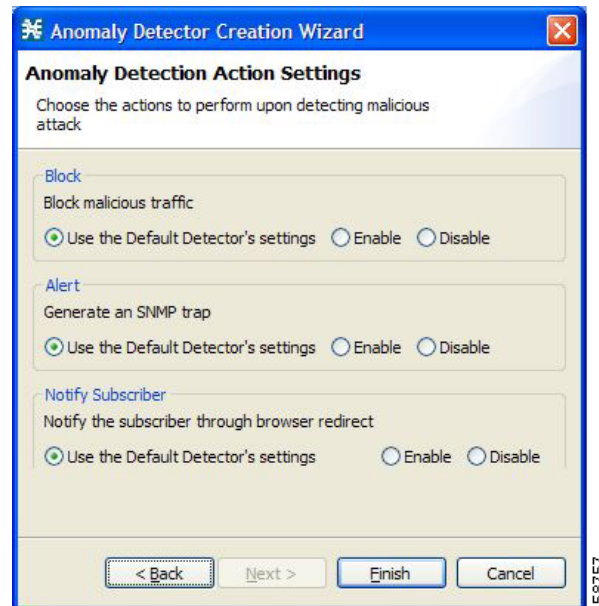 Anomaly Detector Creation Wizard
Anomaly Detection Action Settings
Choose the actions to perform upon detecting malicious
attack
Block
Block malicious traffic
Use the Default Detector's settings Enable Disable
Alert
Generate an SNMP trap
Use the Default Detector's settings Enable Disable
Notify Subscriber
Notify the subscriber through browser redirect
Use the Default Detector's settings Enable Disable
< Back Next > Finish Cancel